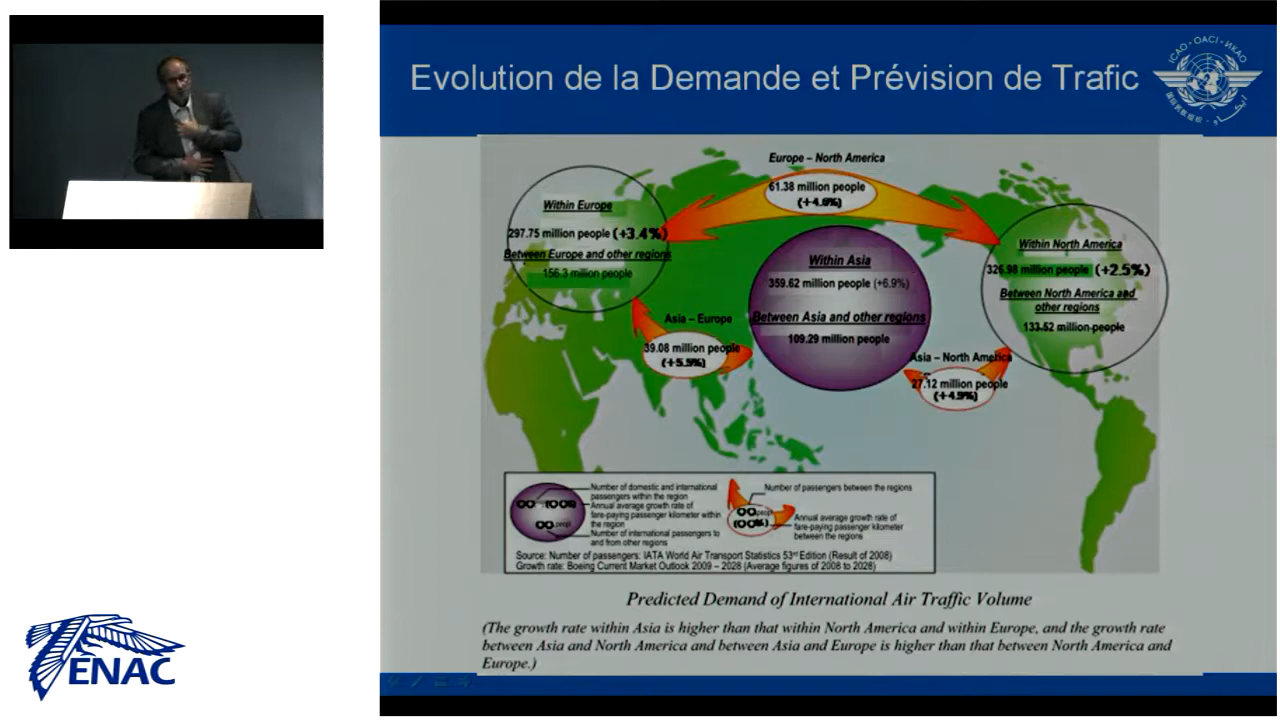 Evolution de la Demande et Prévision de Trafic
ICAO · OACI · ИКАО
Europe – North America
61.38 million people
(+4.6%)
Within Europe
297.75 million people (+3.4%)
Between Europe and other regions
156.3 million people
Within Asia
359.62 million people (+6.9%)
Between Asia and other regions
109.29 million people
Within North America
326.98 million people (+2.5%)
Between North America and
other regions
133.52 million people
Asia – Europe
39.08 million people
(+5.5%)
Asia – North America
27.12 million people
(+4.9%)
Number of domestic and international
passengers within the region
Annual average growth rate of
fare-paying passenger kilometer within
the region
Number of international passengers to
and from other regions
Number of passengers between the regions
Annual average growth rate of
fare-paying passenger kilometer
between the regions
Source: Number of passengers: IATA World Air Transport Statistics 53rd Edition (Result of 2008)
Growth rate: Boeing Current Market Outlook 2009 – 2028 (Average figures of 2008 to 2028)
Predicted Demand of International Air Traffic Volume
(The growth rate within Asia is higher than that within North America and within Europe, and the growth rate
between Asia and North America and between Asia and Europe is higher than that between North America and
Europe.)
ENAC